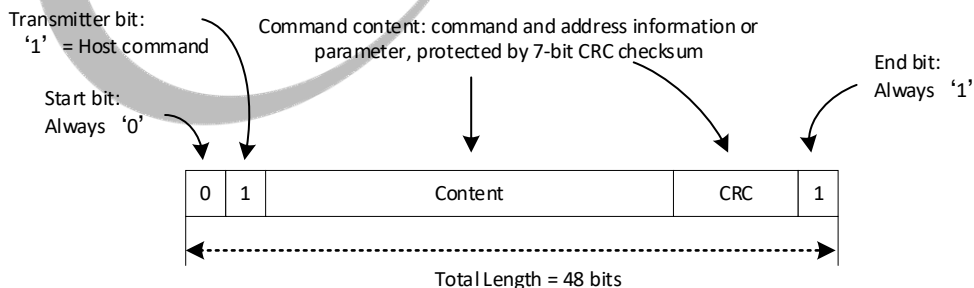 Transmitter bit:
‘1’ = Host command
Command content: command and address information or
parameter, protected by 7-bit CRC checksum
End bit:
Always ‘1’
Start bit:
Always ‘0’
0 1 Content CRC 1
Total Length = 48 bits